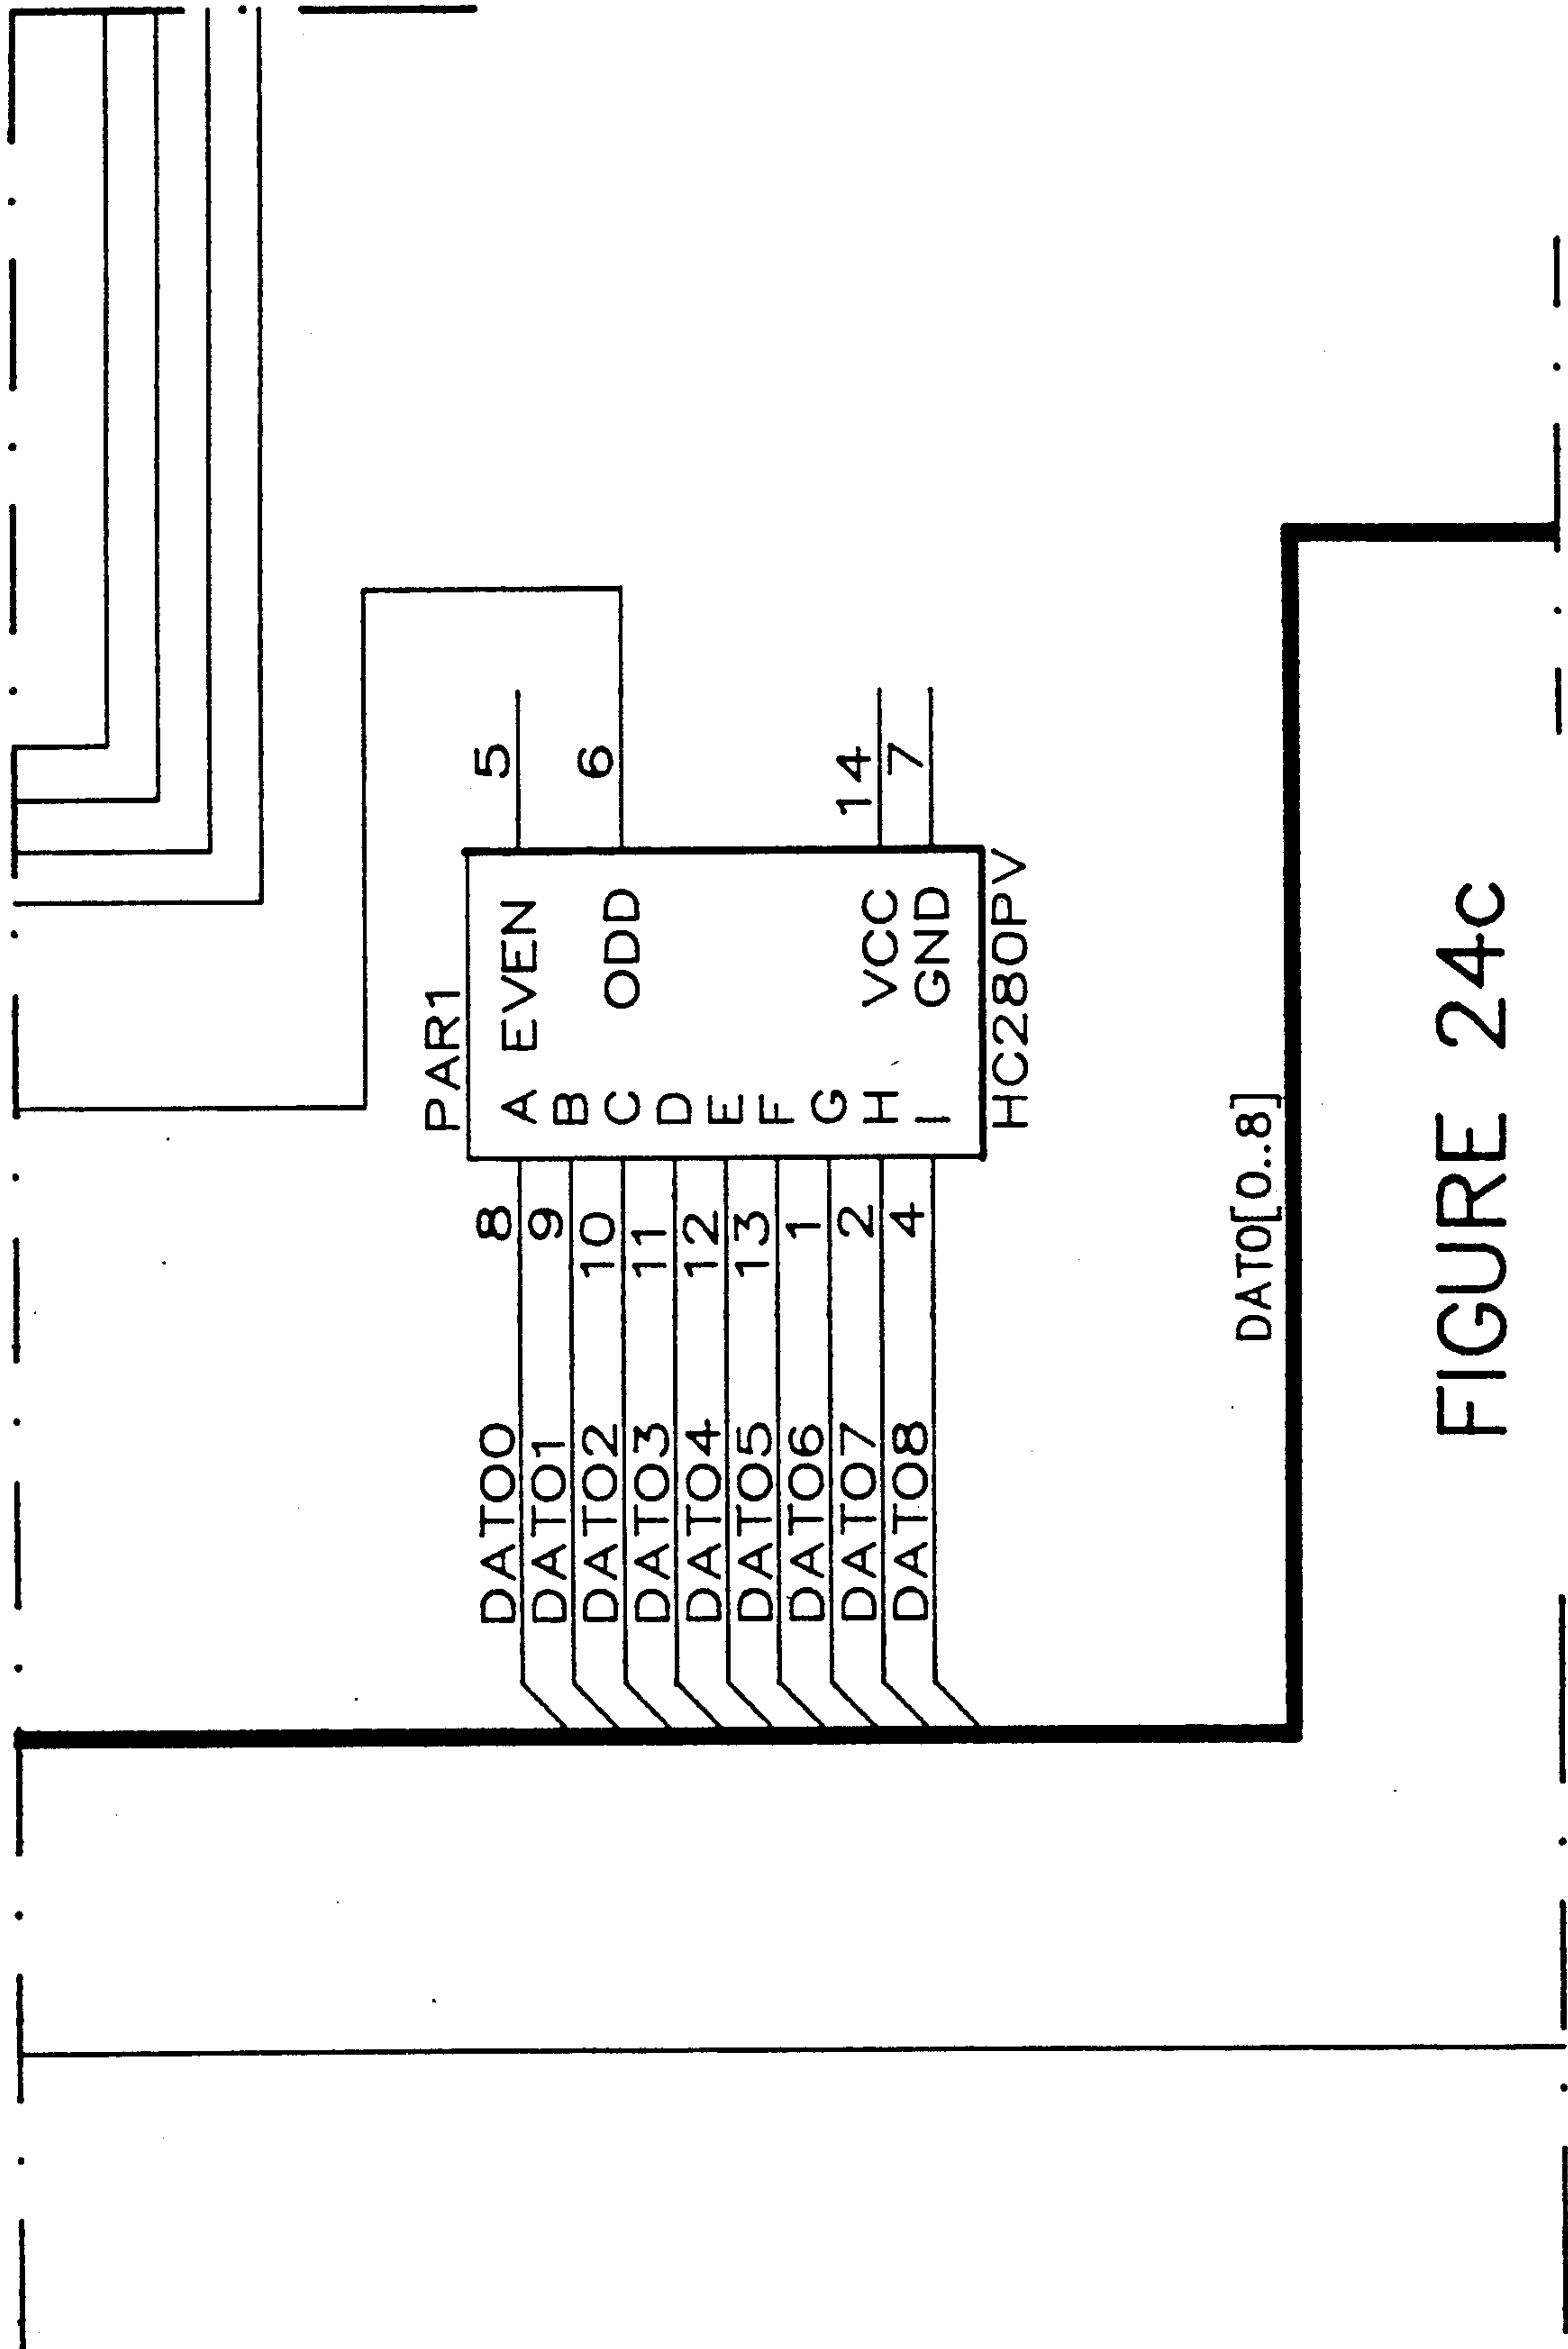 PAR1
DATO0 8 A EVEN 5
DATO1 9 B
DATO2 10 C ODD 6
DATO3 11 D
DATO4 12 E
DATO5 13 F
DATO6 1 G
DATO7 2 H VCC 14
DATO8 4 I GND 7
HC280PV
DATO[0..8]
FIGURE 24c